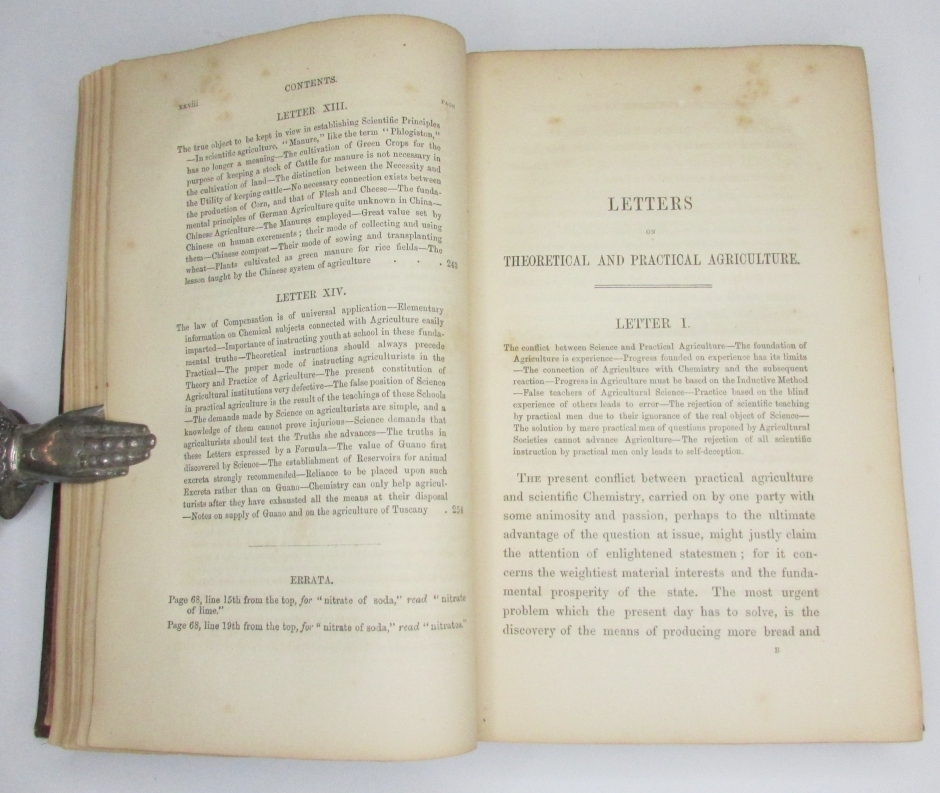 xxviii
CONTENTS.
PAGE
LETTER XIII.
The true object to be kept in view in establishing Scientific Principles
—In scientific agriculture, "Manure," like the term "Phlogiston,"
has no longer a meaning—The cultivation of Green Crops for the
purpose of keeping a stock of Cattle for manure is not necessary in
the cultivation of land—The distinction between the Necessity and
the Utility of keeping cattle—No necessary connection exists between
the production of Corn, and that of Flesh and Cheese—The funda-
mental principles of German Agriculture quite unknown in China—
Chinese Agriculture—The Manures employed—Great value set by
Chinese on human excrements; their mode of collecting and using
them—Chinese compost—Their mode of sowing and transplanting
wheat—Plants cultivated as green manure for rice fields—The
lesson taught by the Chinese system of agriculture . . . 243
LETTER XIV.
The law of Compensation is of universal application—Elementary
information on Chemical subjects connected with Agriculture easily
imparted—Importance of instructing youth at school in these funda-
mental truths—Theoretical instructions should always precede
Practical—The proper mode of instructing agriculturists in the
Theory and Practice of Agriculture—The present constitution of
Agricultural institutions very defective—The false position of Science
in practical agriculture is the result of the teachings of these Schools
—The demands made by Science on agriculturists are simple, and a
knowledge of them cannot prove injurious—Science demands that
agriculturists should test the Truths she advances—The truths in
these Letters expressed by a Formula—The value of Guano first
discovered by Science—The establishment of Reservoirs for animal
excreta strongly recommended—Reliance to be placed upon such
Excreta rather than on Guano—Chemistry can only help agricul-
turists after they have exhausted all the means at their disposal
—Notes on supply of Guano and on the agriculture of Tuscany . 254
ERRATA.
Page 68, line 15th from the top, for "nitrate of soda," read "nitrate
of lime."
Page 68, line 19th from the top, for "nitrate of soda," read "nitrates."
LETTERS
ON
THEORETICAL AND PRACTICAL AGRICULTURE.
LETTER I.
The conflict between Science and Practical Agriculture—The foundation of
Agriculture is experience—Progress founded on experience has its limits
—The connection of Agriculture with Chemistry and the subsequent
reaction—Progress in Agriculture must be based on the Inductive Method
—False teachers of Agricultural Science—Practice based on the blind
experience of others leads to error—The rejection of scientific teaching
by practical men due to their ignorance of the real object of Science—
The solution by mere practical men of questions proposed by Agricultural
Societies cannot advance Agriculture—The rejection of all scientific
instruction by practical men only leads to self-deception.
THE present conflict between practical agriculture
and scientific Chemistry, carried on by one party with
some animosity and passion, perhaps to the ultimate
advantage of the question at issue, might justly claim
the attention of enlightened statesmen; for it con-
cerns the weightiest material interests and the funda-
mental prosperity of the state. The most urgent
problem which the present day has to solve, is the
discovery of the means of producing more bread and
B